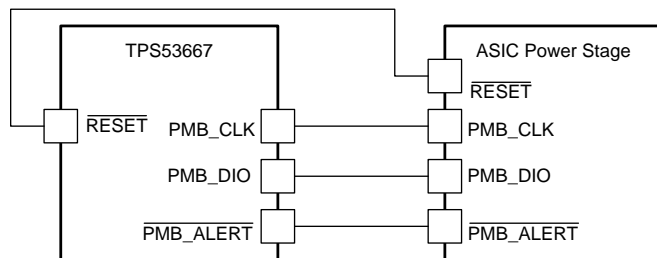 TPS53667
ASIC Power Stage
RESET
RESET
PMB_CLK
PMB_CLK
PMB_DIO
PMB_DIO
PMB_ALERT
PMB_ALERT